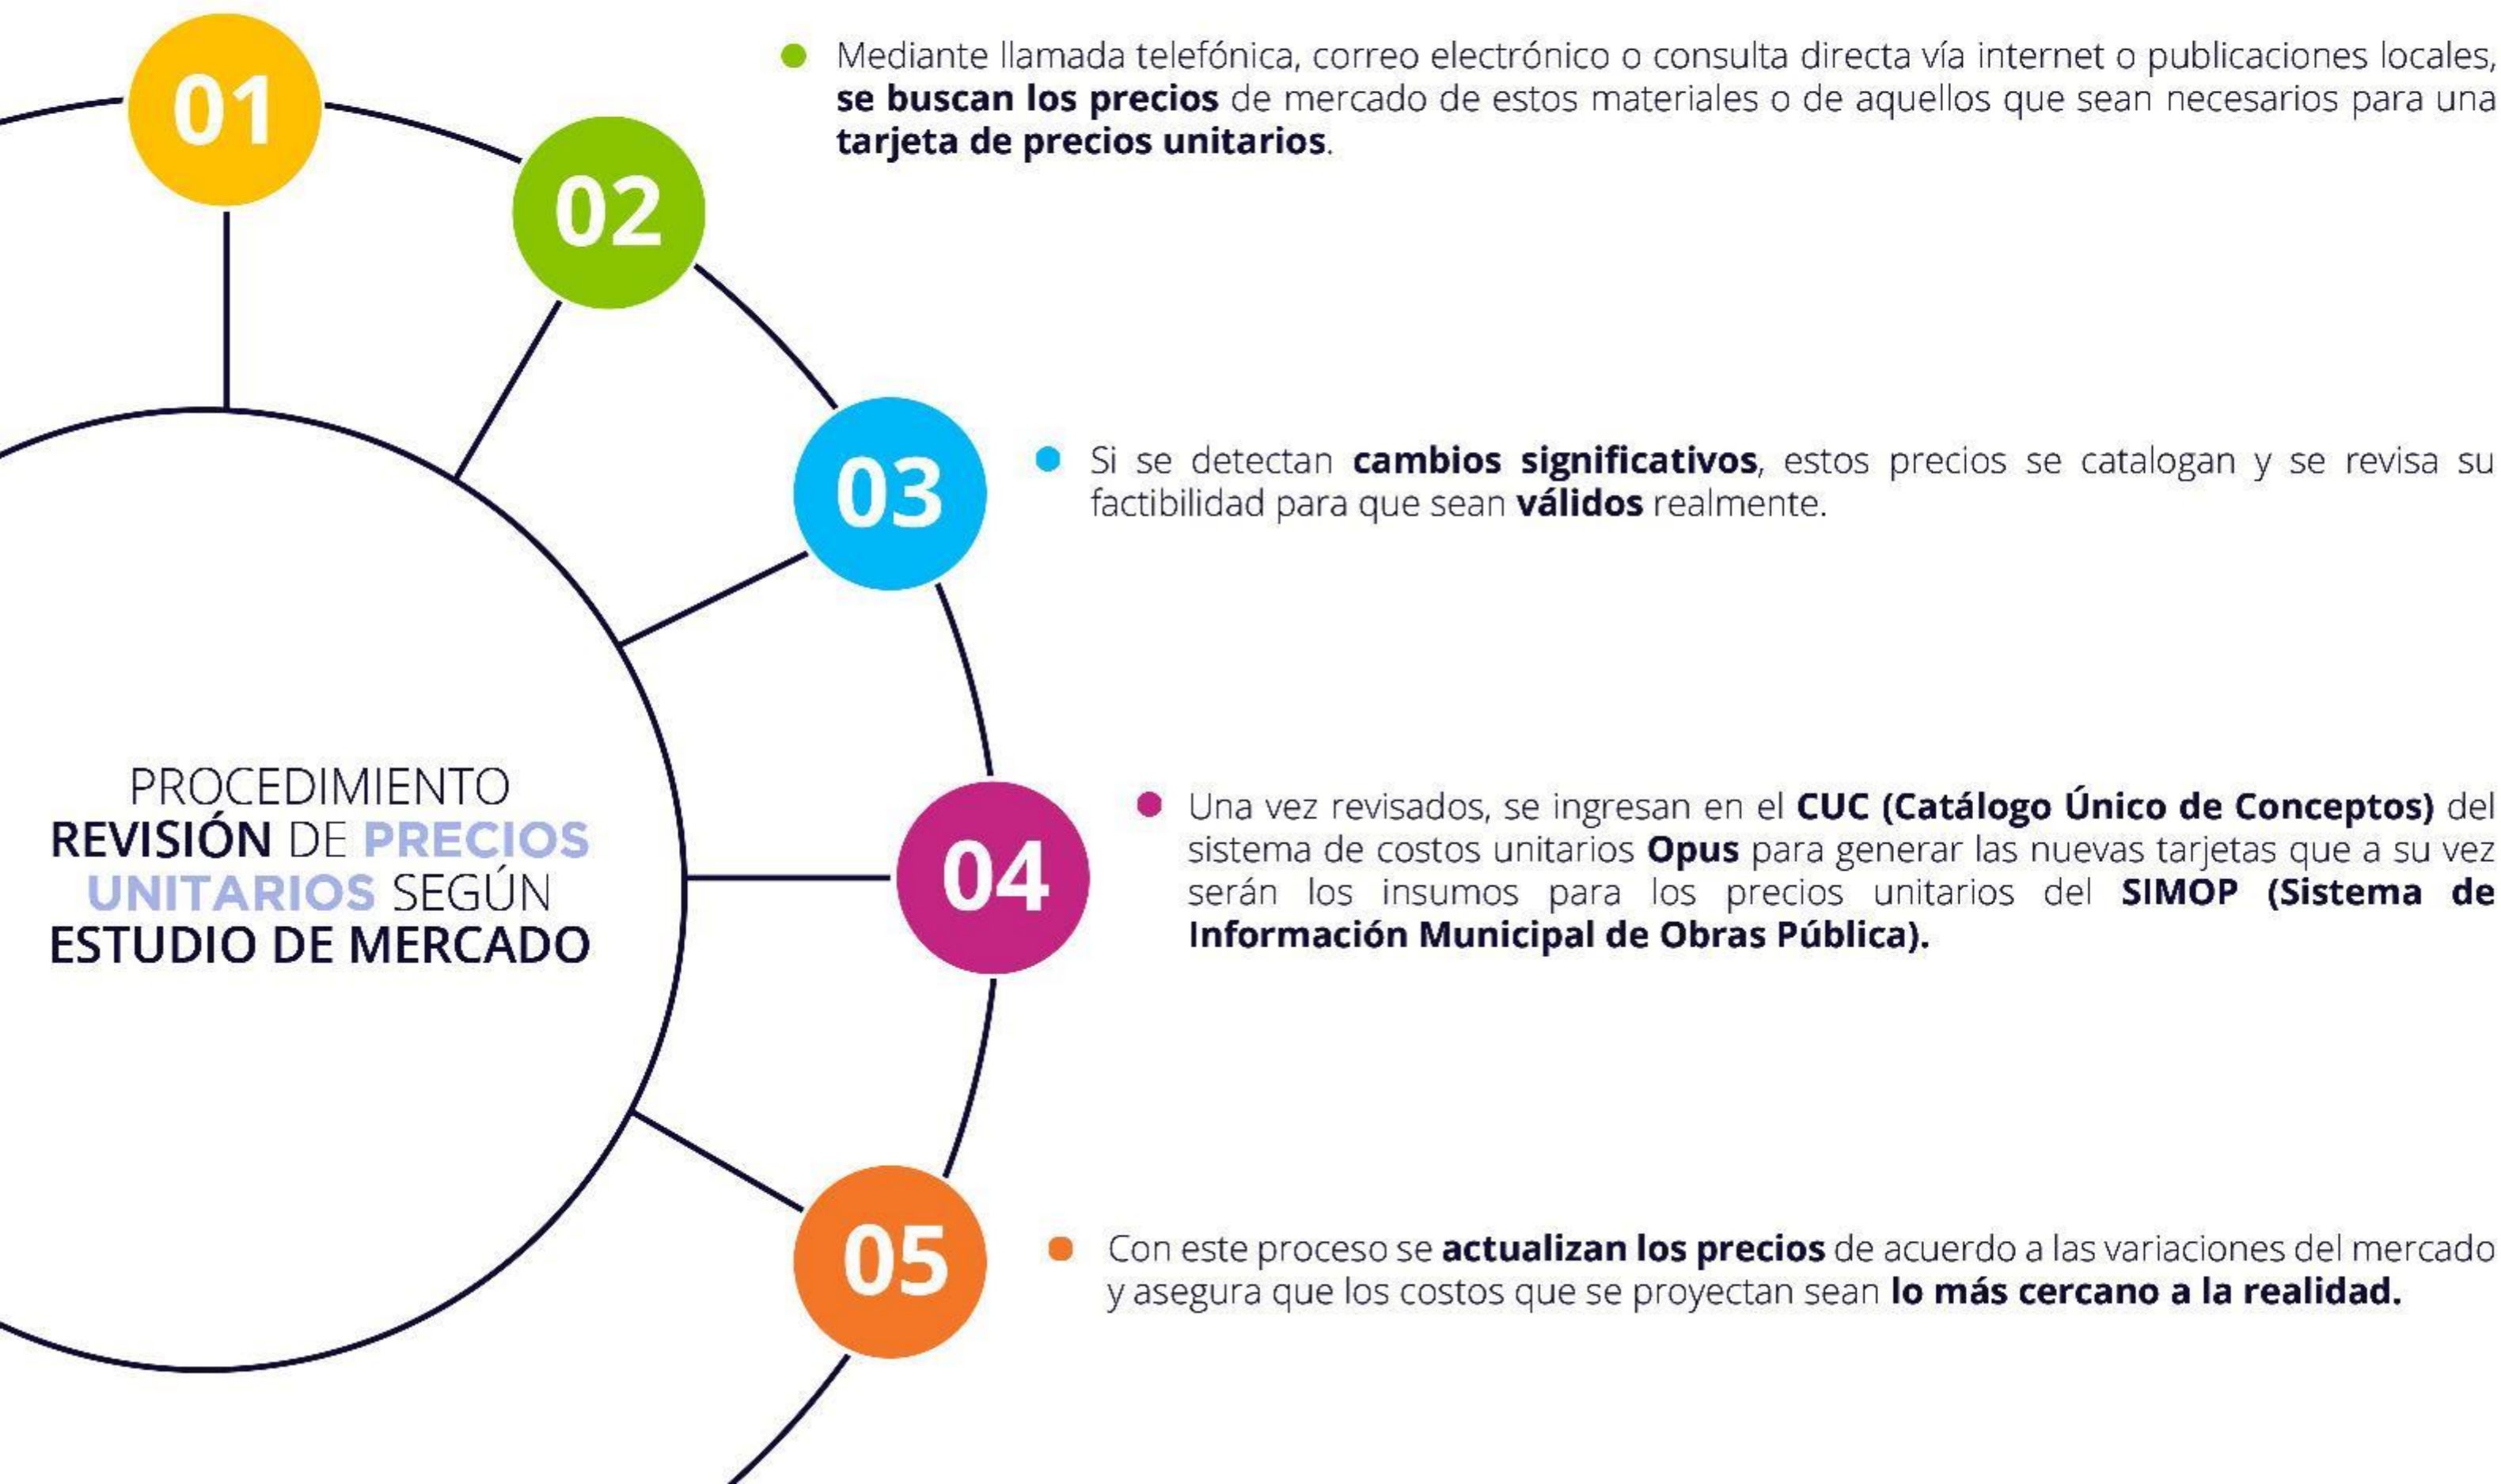 01
02
Mediante llamada telefónica, correo electrónico o consulta directa vía internet o publicaciones locales,
se buscan los precios de mercado de estos materiales o de aquellos que sean necesarios para una
tarjeta de precios unitarios.
03
Si se detectan cambios significativos, estos precios se catalogan y se revisa su
factibilidad para que sean válidos realmente.
PROCEDIMIENTO
REVISIÓN DE PRECIOS
UNITARIOS SEGÚN
ESTUDIO DE MERCADO
04
Una vez revisados, se ingresan en el CUC (Catálogo Único de Conceptos) del
sistema de costos unitarios Opus para generar las nuevas tarjetas que a su vez
serán los insumos para los precios unitarios del SIMOP (Sistema de
Información Municipal de Obras Pública).
05
Con este proceso se actualizan los precios de acuerdo a las variaciones del mercado
y asegura que los costos que se proyectan sean lo más cercano a la realidad.